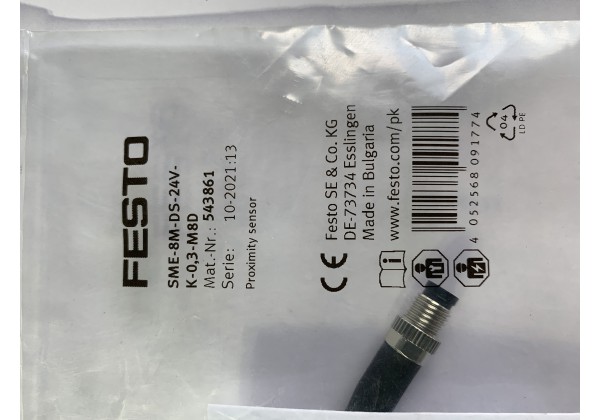 FESTO
SME-8M-DS-24V-
K-0,3-M8D
Mat.-Nr.: 543861
Serie: 10-2021:13
Proximity sensor
CE Festo SE & Co. KG
DE-73734 Esslingen
Made in Bulgaria
www.festo.com/pk
4 052568 091774
04
LD PE